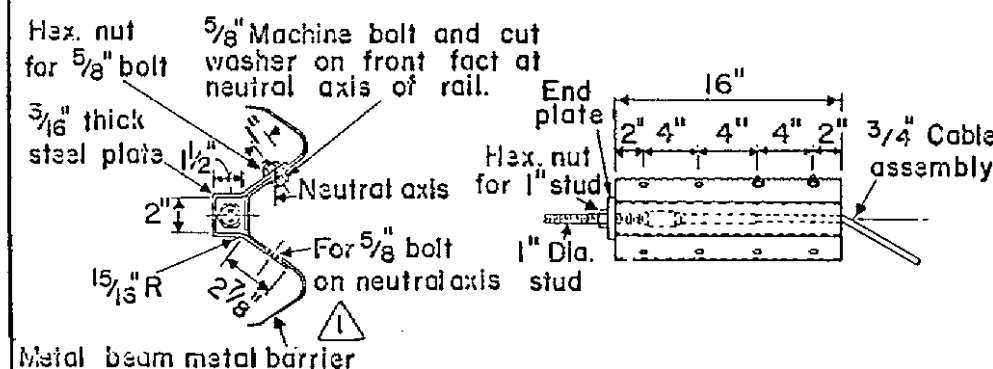 Hex. nut
for 5/8" bolt
5/8" Machine bolt and cut
washer on front fact at
neutral axis of rail.
3/16" thick
steel plate
1 1/2"
1"
Neutral axis
2"
For 5/8" bolt
on neutral axis
15/16" R
2 7/8"
1
Metal beam metal barrier
16"
End
plate
2" 4" 4" 4" 2"
3/4" Cable
assembly
Hex. nut
for 1" stud
1" Dia.
stud